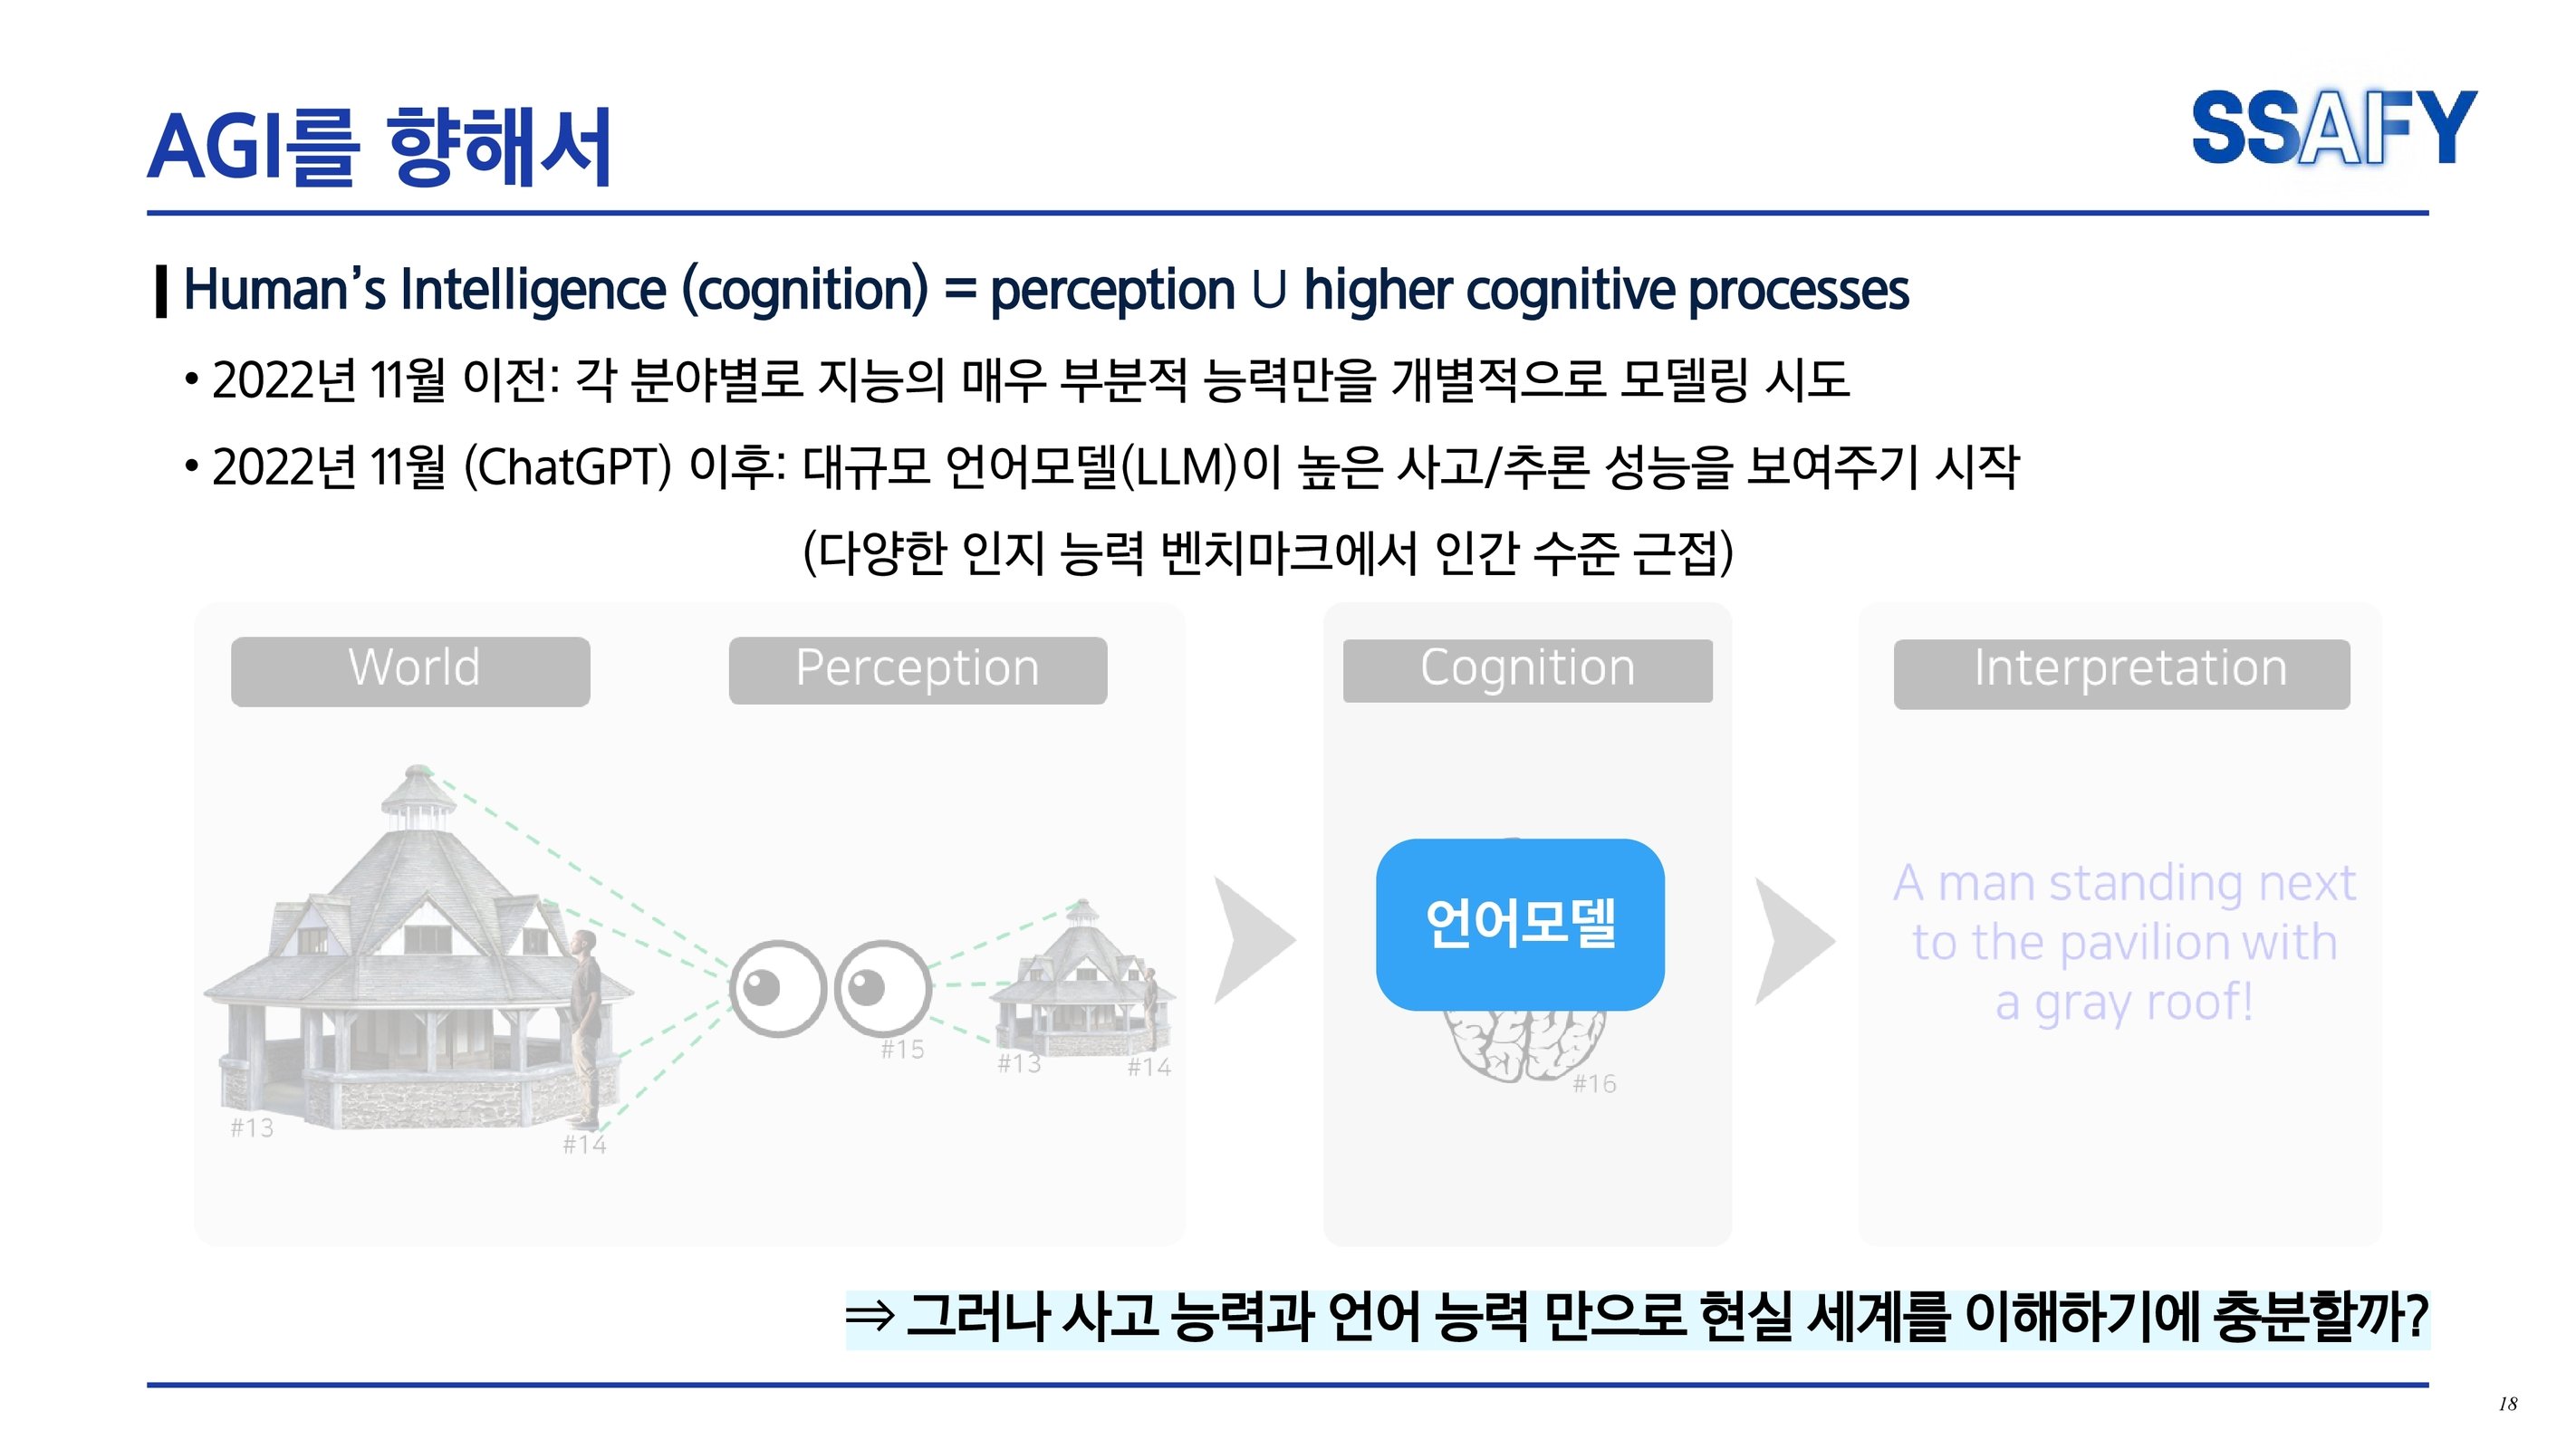 AGI를 향해서
SSAFY
Human's Intelligence (cognition) = perception ∪ higher cognitive processes
• 2022년 11월 이전: 각 분야별로 지능의 매우 부분적 능력만을 개별적으로 모델링 시도
• 2022년 11월 (ChatGPT) 이후: 대규모 언어모델(LLM)이 높은 사고/추론 성능을 보여주기 시작
(다양한 인지 능력 벤치마크에서 인간 수준 근접)
World
Perception
Cognition
Interpretation
#13
#14
#15
#13
#14
언어모델
#16
A man standing next
to the pavilion with
a gray roof!
⇒ 그러나 사고 능력과 언어 능력 만으로 현실 세계를 이해하기에 충분할까?
18